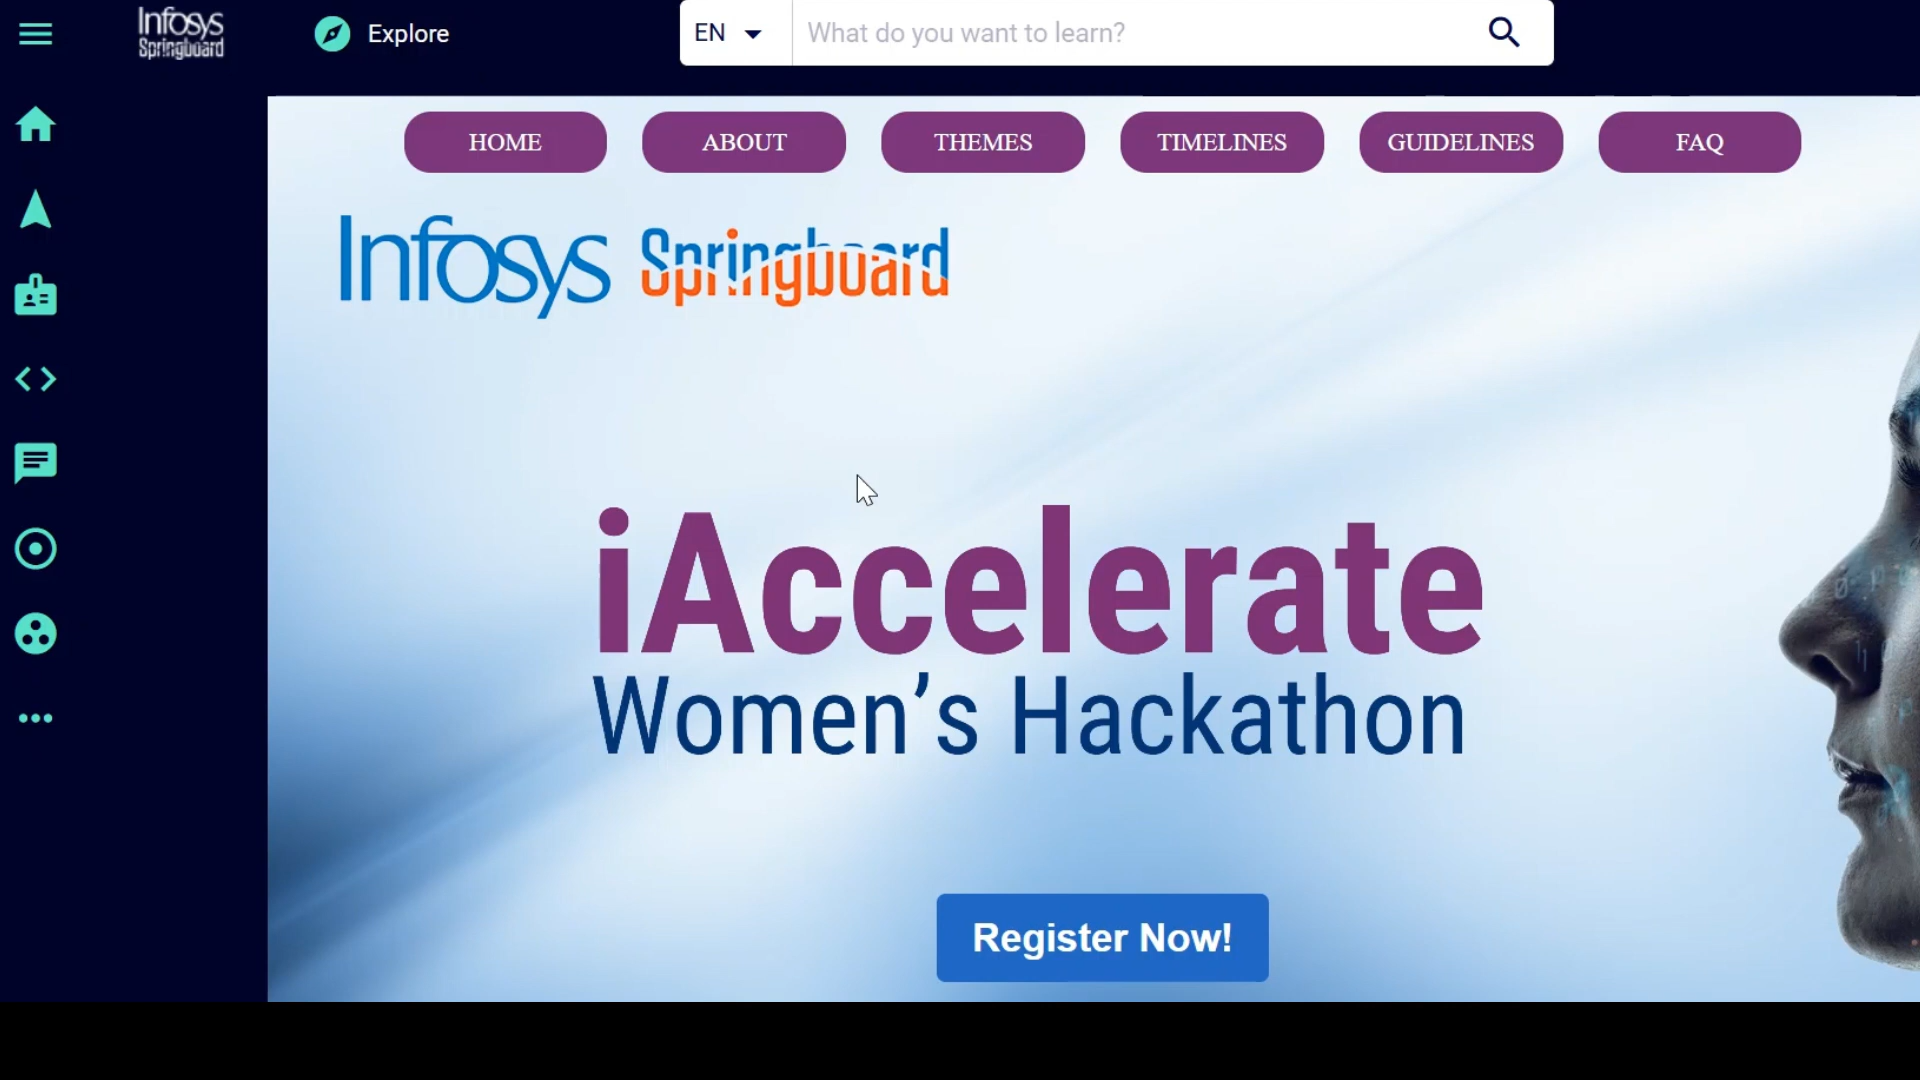 Infosys
Springboard
Explore
EN
What do you want to learn?
HOME
ABOUT
THEMES
TIMELINES
GUIDELINES
FAQ
Infosys Springboard
iAccelerate
Women’s Hackathon
Register Now!